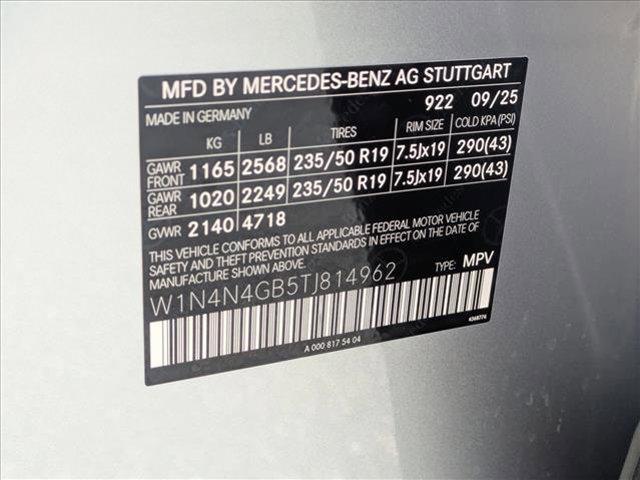 MFD BY MERCEDES-BENZ AG STUTTGART
MADE IN GERMANY 922 09/25
KG LB TIRES RIM SIZE COLD KPA (PSI)
GAWR FRONT 1165 2568 235/50 R19 7.5Jx19 290(43)
GAWR REAR 1020 2249 235/50 R19 7.5Jx19 290(43)
GVWR 2140 4718
THIS VEHICLE CONFORMS TO ALL APPLICABLE FEDERAL MOTOR VEHICLE
SAFETY, BUMPER, AND THEFT PREVENTION STANDARDS IN EFFECT ON THE
DATE OF MANUFACTURE SHOWN ABOVE.
W1N4N4GB5TJ814962 TYPE: MPV
A 000 817 54 04